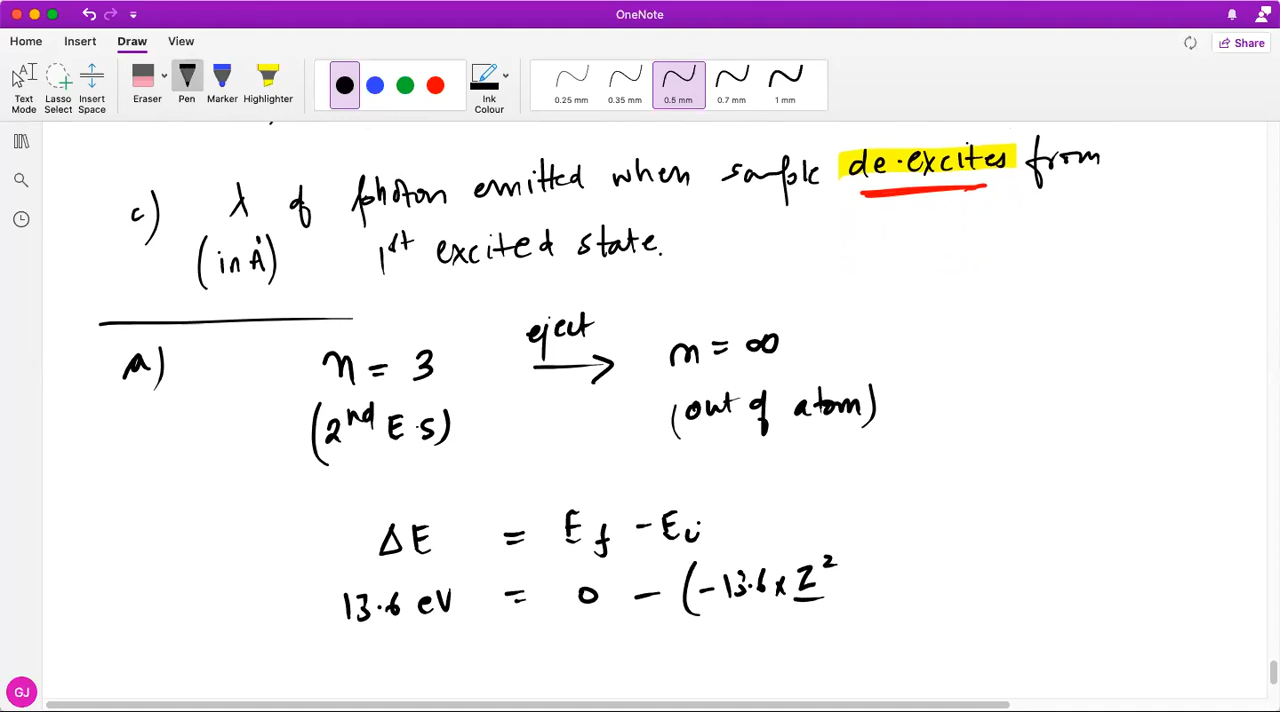 OneNote
Home Insert Draw View
Share
Text Mode
Lasso Select
Insert Space
Eraser
Pen
Marker
Highlighter
Ink Colour
0.25 mm
0.35 mm
0.5 mm
0.7 mm
1 mm
c) λ of photon emitted when sample de-excites from
(in Å) 1st excited state.
a) n = 3 eject → n = ∞
(2nd E.S) (out of atom)
ΔE = Ef - Ei
13.6 eV = 0 - (-13.6 x Z²
GJ